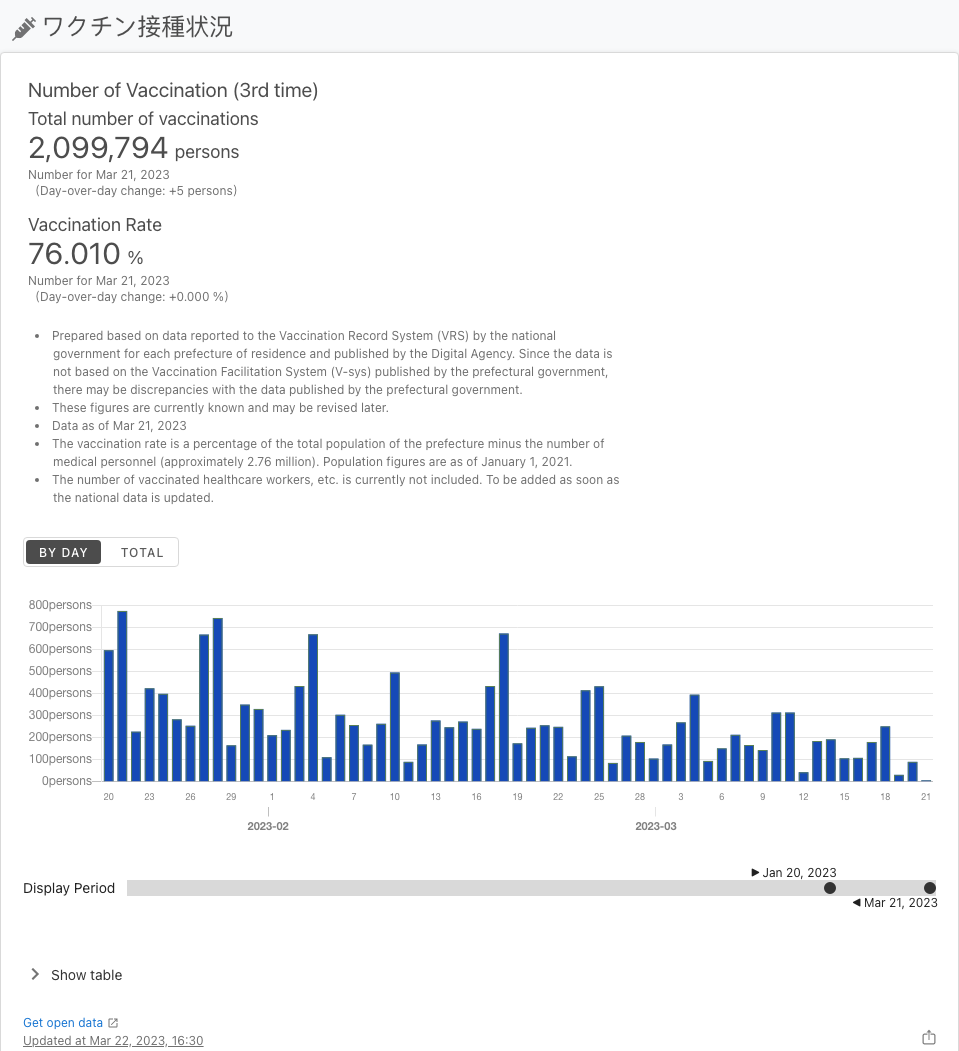 ワクチン接種状況
Number of Vaccination (3rd time)
Total number of vaccinations
2,099,794 persons
Number for Mar 21, 2023
(Day-over-day change: +5 persons)
Vaccination Rate
76.010 %
Number for Mar 21, 2023
(Day-over-day change: +0.000 %)
• Prepared based on data reported to the Vaccination Record System (VRS) by the national
government for each prefecture of residence and published by the Digital Agency. Since the data is
not based on the Vaccination Facilitation System (V-sys) published by the prefectural government,
there may be discrepancies with the data published by the prefectural government.
• These figures are currently known and may be revised later.
• Data as of Mar 21, 2023
• The vaccination rate is a percentage of the total population of the prefecture minus the number of
medical personnel (approximately 2.76 million). Population figures are as of January 1, 2021.
• The number of vaccinated healthcare workers, etc. is currently not included. To be added as soon as
the national data is updated.
BY DAY TOTAL
800persons
700persons
600persons
500persons
400persons
300persons
200persons
100persons
0persons
20 23 26 29 1 4 7 10 13 16 19 22 25 28 3 6 9 12 15 18 21
2023-02 2023-03
Jan 20, 2023
Display Period
Mar 21, 2023
Show table
Get open data
Updated at Mar 22, 2023, 16:30